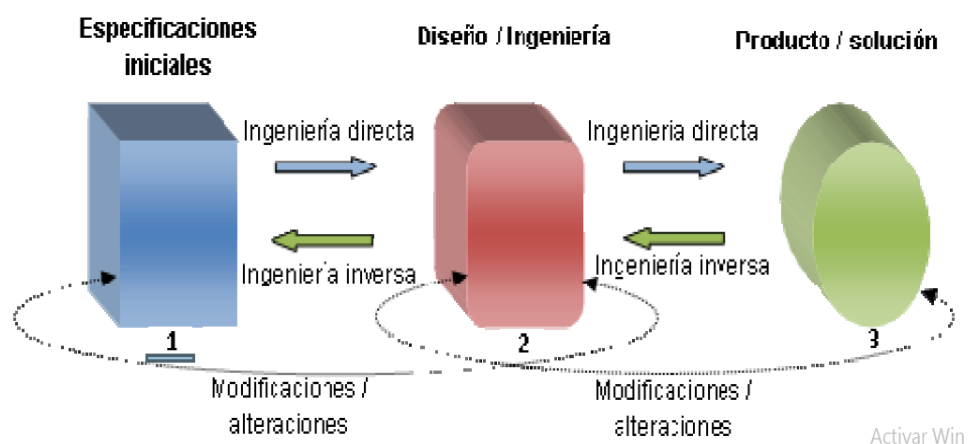 Especificaciones
iniciales
Diseño / Ingeniería
Producto / solución
Ingeniería directa
Ingenieria directa
Ingeniería inversa
Ingeniería inversa
1
2
3
Modificaciones /
alteraciones
Modificaciones /
alteraciones
Activar Win